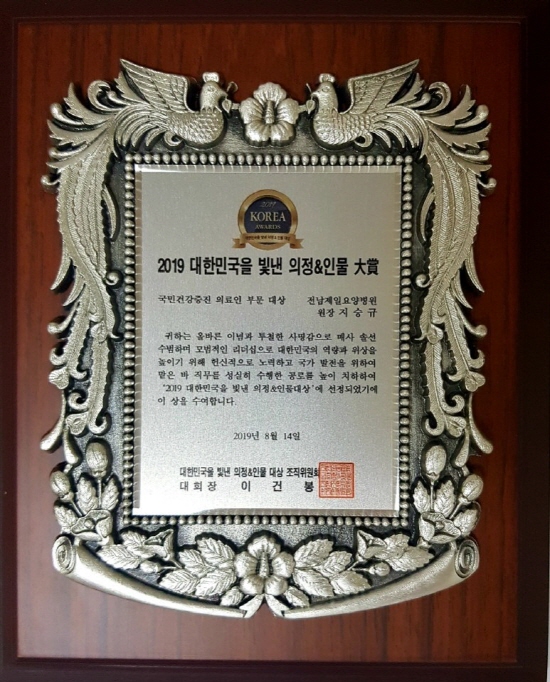 KOREA
AWARDS
2019 대한민국을 빛낸 의정&인물 大賞
국민건강증진 의료인 부문 대상 전남제일요양병원
원장 지승규
귀하는 올바른 이념과 투철한 사명감으로 매사 솔선
수범하며 모범적인 리더십으로 대한민국의 역량과 위상을
높이기 위해 헌신적으로 노력하고 국가 발전을 위하여
맡은 바 직무를 성실히 수행한 공로를 높이 치하하여
'2019 대한민국을 빛낸 의정&인물대상'에 선정되었기에
이 상을 수여합니다.
2019년 8월 14일
대한민국을 빛낸 의정&인물 대상 조직위원회
대회장 이건봉